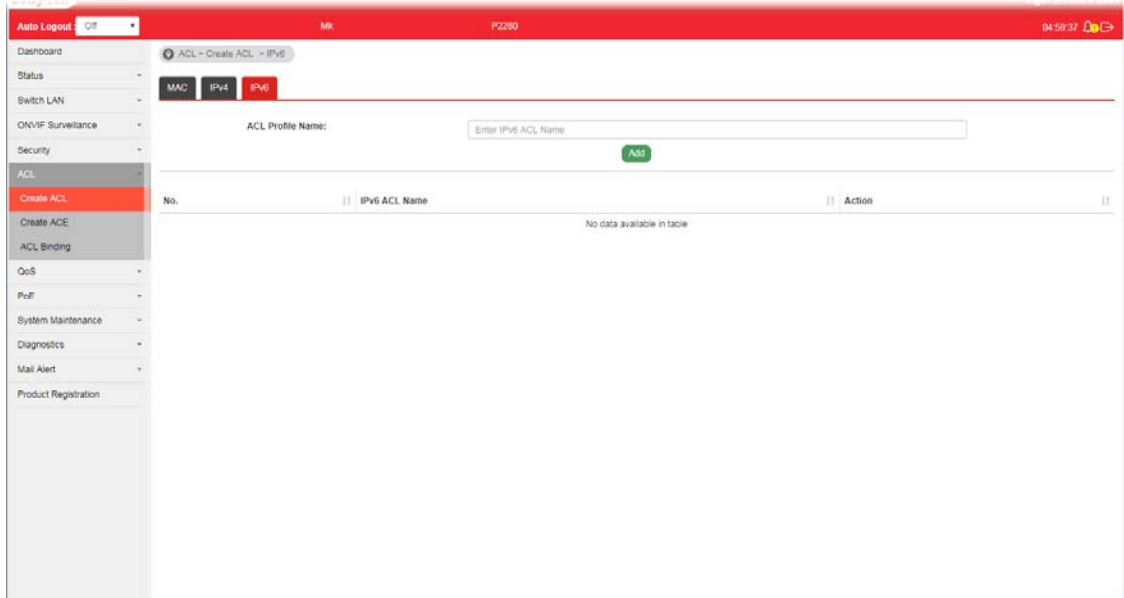 Auto Logout : Off
Mk
P2280
04:59:37
Dashboard
Status
Switch LAN
ONVIF Surveillance
Security
ACL
Create ACL
Create ACE
ACL Binding
QoS
PoE
System Maintenance
Diagnostics
Mail Alert
Product Registration
ACL - Create ACL - IPv6
MAC IPv4 IPv6
ACL Profile Name: Enter IPv6 ACL Name
Add
No. IPv6 ACL Name Action
No data available in table